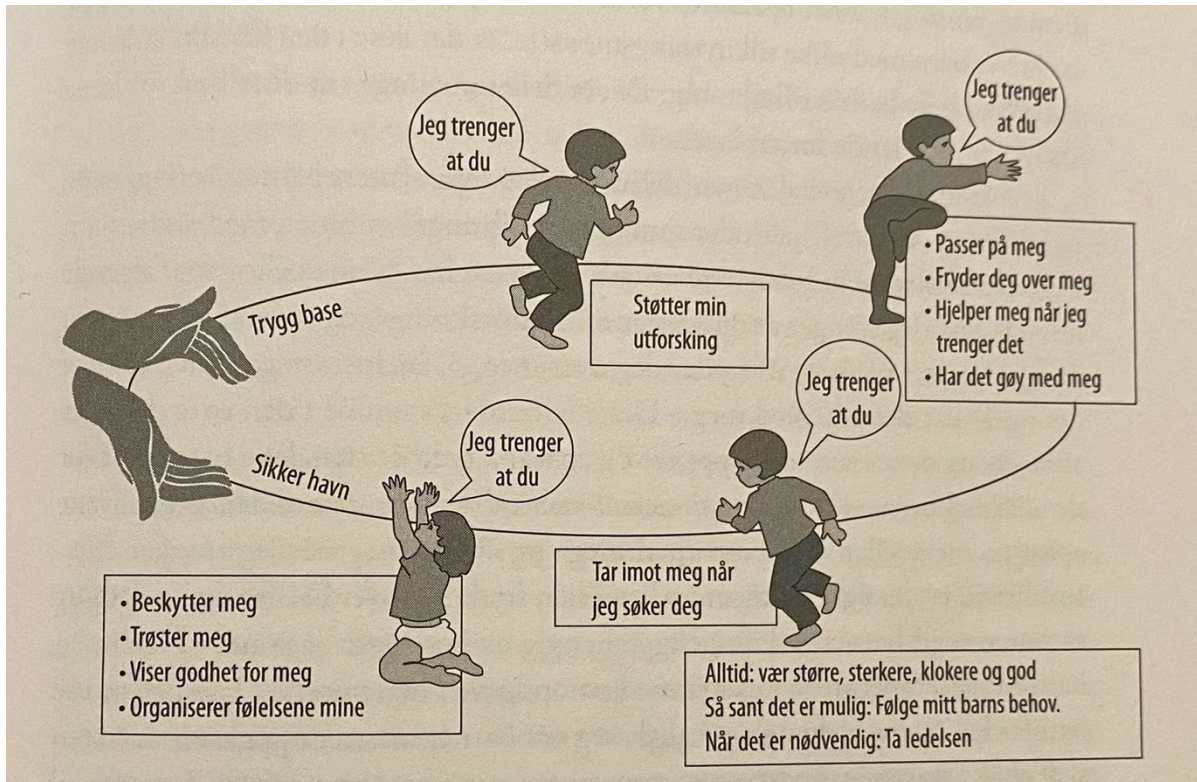 Jeg trenger
at du
Jeg trenger
at du
Trygg base
Støtter min
utforsking
• Passer på meg
• Fryder deg over meg
• Hjelper meg når jeg
trenger det
• Har det gøy med meg
Jeg trenger
at du
Sikker havn
Jeg trenger
at du
Tar imot meg når
jeg søker deg
• Beskytter meg
• Trøster meg
• Viser godhet for meg
• Organiserer følelsene mine
Alltid: vær større, sterkere, klokere og god
Så sant det er mulig: Følge mitt barns behov.
Når det er nødvendig: Ta ledelsen